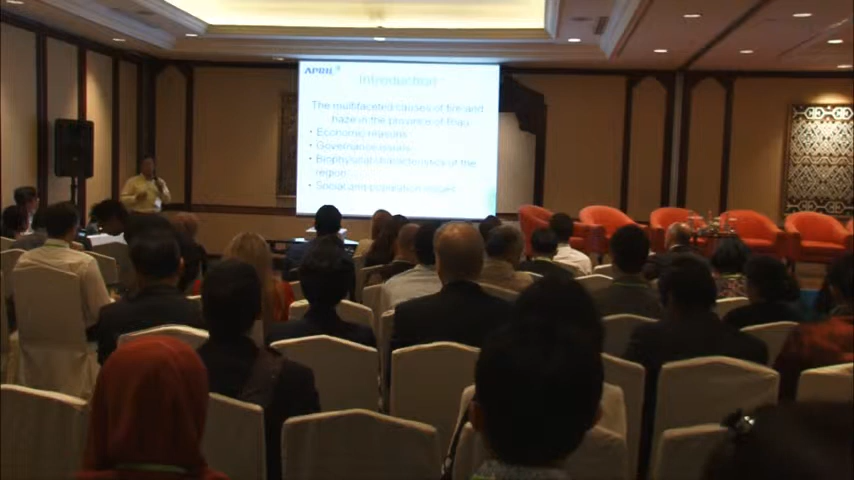 APRIL
Introduction
The multifaceted causes of fire and
haze in the province of Riau
• Economic reasons
• Governance issues
• Biophysical characteristics of the
region
• Social and population issues